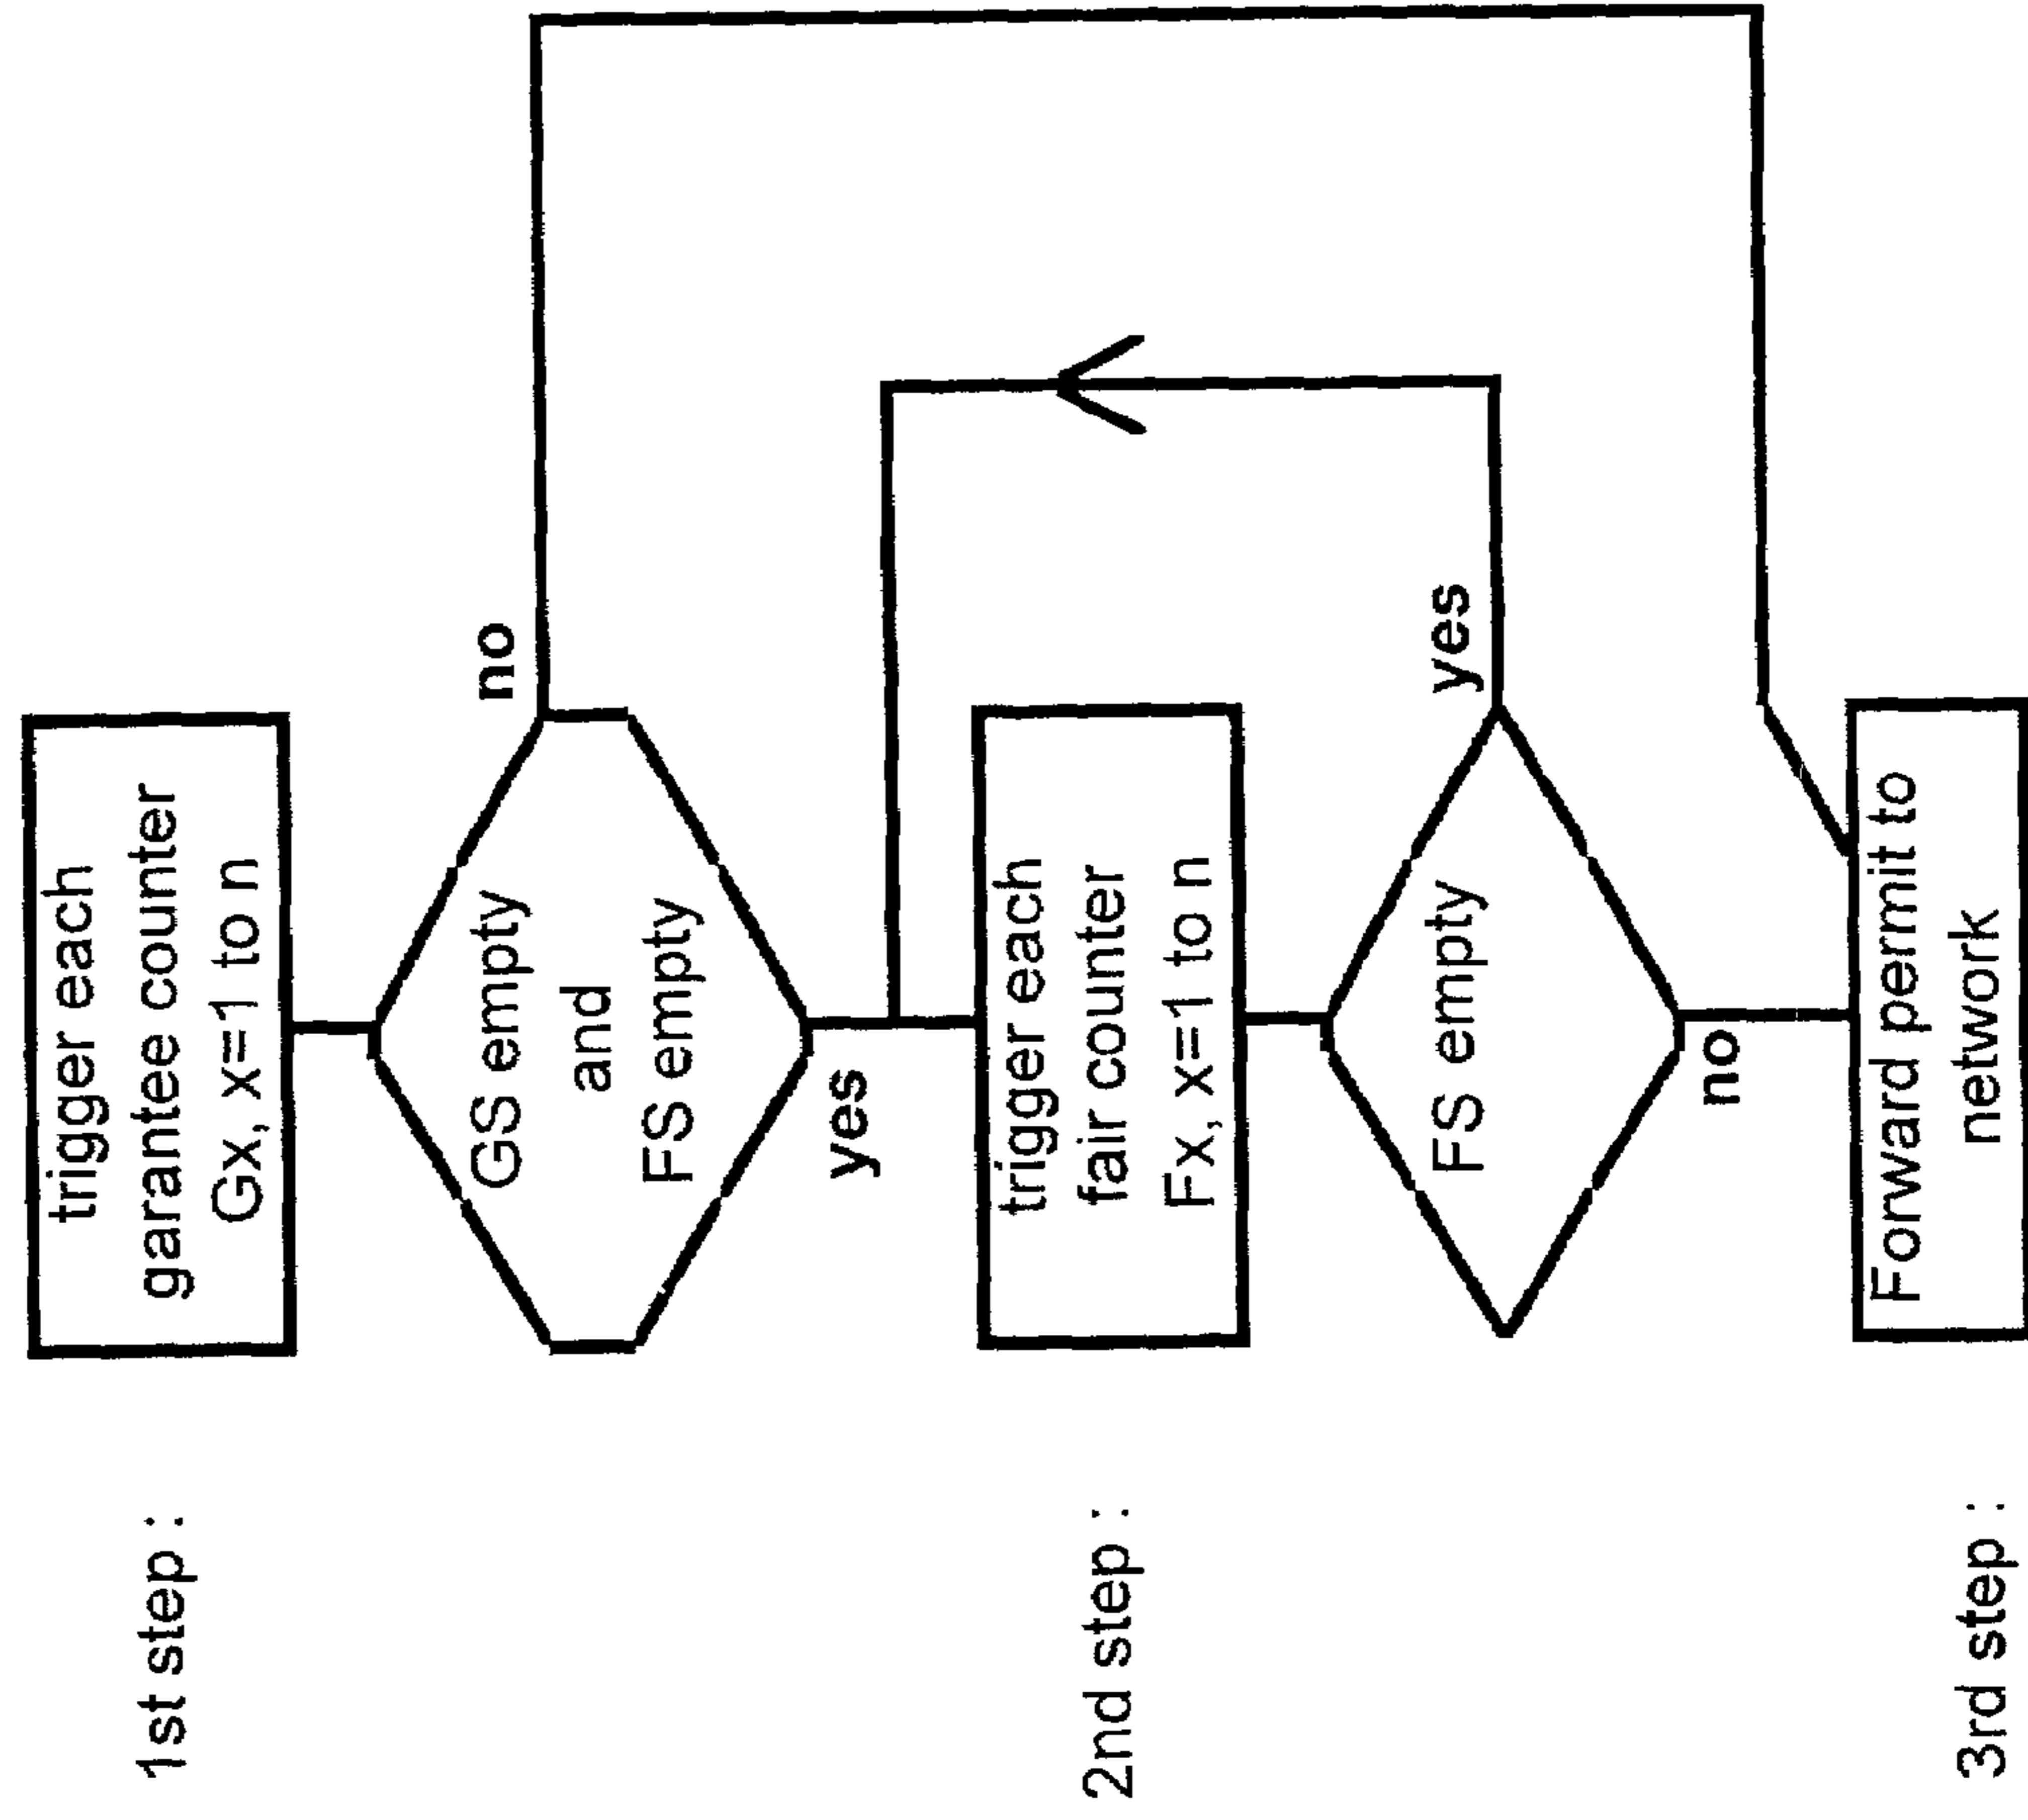 1st step :
trigger each
garantee counter
Gx, x=1 to n
GS empty
and
FS empty
no
yes
2nd step :
trigger each
fair counter
Fx, x=1 to n
FS empty
yes
no
3rd step :
Forward permit to
network